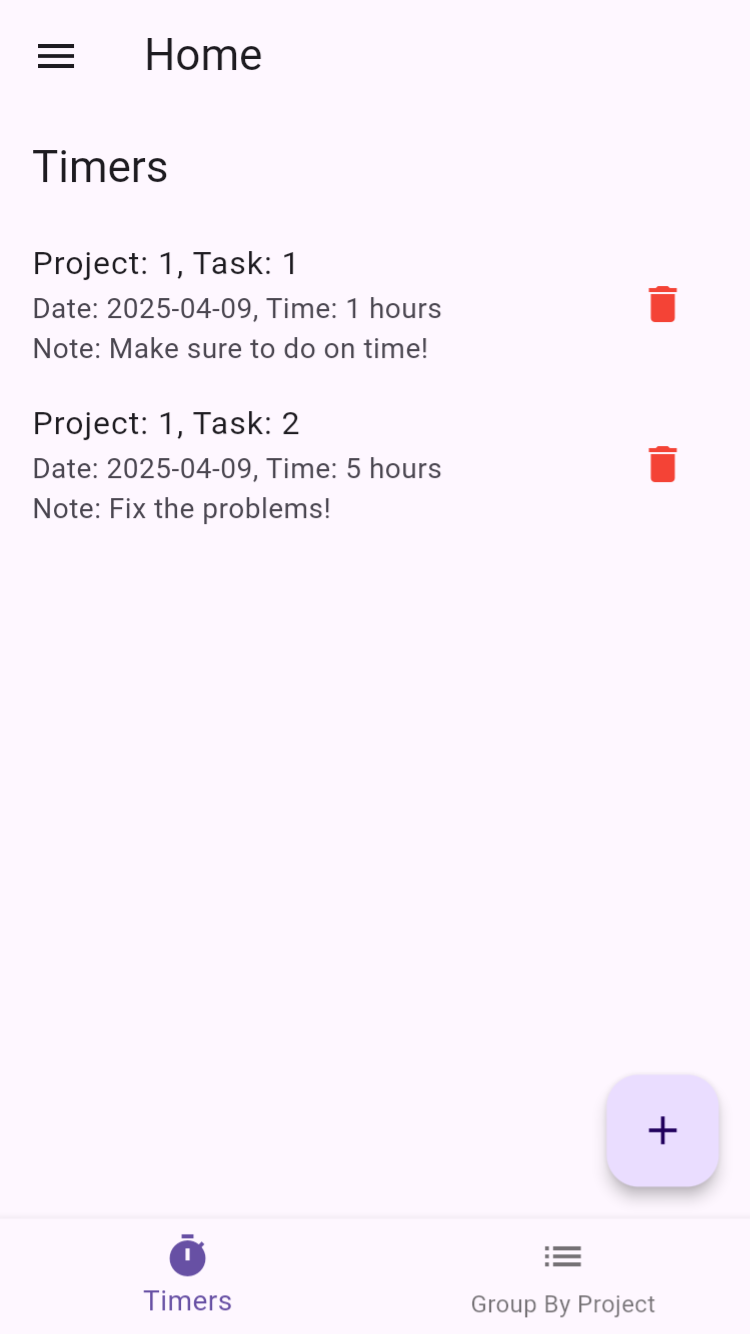 Home
Timers
Project: 1, Task: 1
Date: 2025-04-09, Time: 1 hours
Note: Make sure to do on time!
Project: 1, Task: 2
Date: 2025-04-09, Time: 5 hours
Note: Fix the problems!
Timers
Group By Project